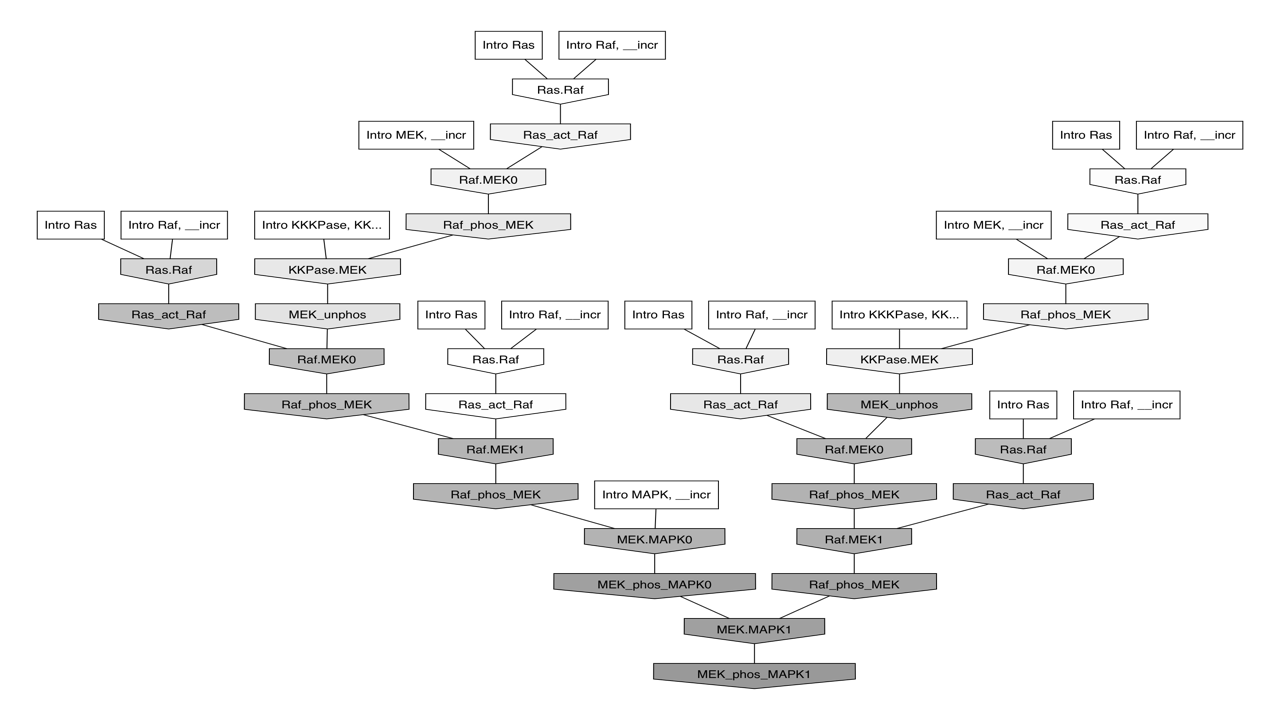 Intro Ras
Intro Raf, __incr
Ras.Raf
Intro MEK, __incr
Ras_act_Raf
Intro Ras
Intro Raf, __incr
Raf.MEK0
Ras.Raf
Intro Ras
Intro Raf, __incr
Intro KKKPase, KK...
Raf_phos_MEK
Intro MEK, __incr
Ras_act_Raf
Ras.Raf
KKPase.MEK
Raf.MEK0
Ras_act_Raf
MEK_unphos
Intro Ras
Intro Raf, __incr
Intro Ras
Intro Raf, __incr
Intro KKKPase, KK...
Raf_phos_MEK
Raf.MEK0
Ras.Raf
Ras.Raf
KKPase.MEK
Raf_phos_MEK
Ras_act_Raf
Ras_act_Raf
MEK_unphos
Intro Ras
Intro Raf, __incr
Raf.MEK1
Raf.MEK0
Ras.Raf
Raf_phos_MEK
Intro MAPK, __incr
Raf_phos_MEK
Ras_act_Raf
MEK.MAPK0
Raf.MEK1
MEK_phos_MAPK0
Raf_phos_MEK
MEK.MAPK1
MEK_phos_MAPK1